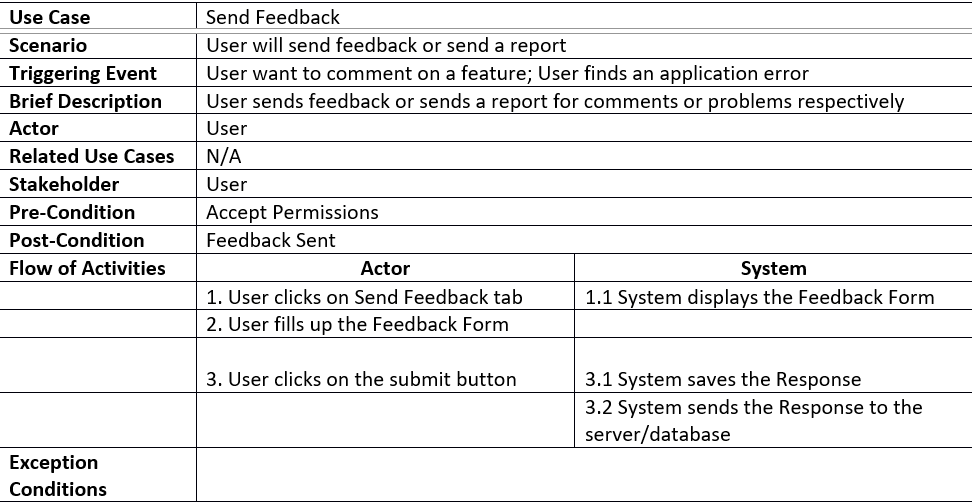 Use Case Send Feedback
Scenario User will send feedback or send a report
Triggering Event User want to comment on a feature; User finds an application error
Brief Description User sends feedback or sends a report for comments or problems respectively
Actor User
Related Use Cases N/A
Stakeholder User
Pre-Condition Accept Permissions
Post-Condition Feedback Sent
Flow of Activities Actor System
1. User clicks on Send Feedback tab 1.1 System displays the Feedback Form
2. User fills up the Feedback Form
3. User clicks on the submit button 3.1 System saves the Response
3.2 System sends the Response to the
server/database
Exception
Conditions